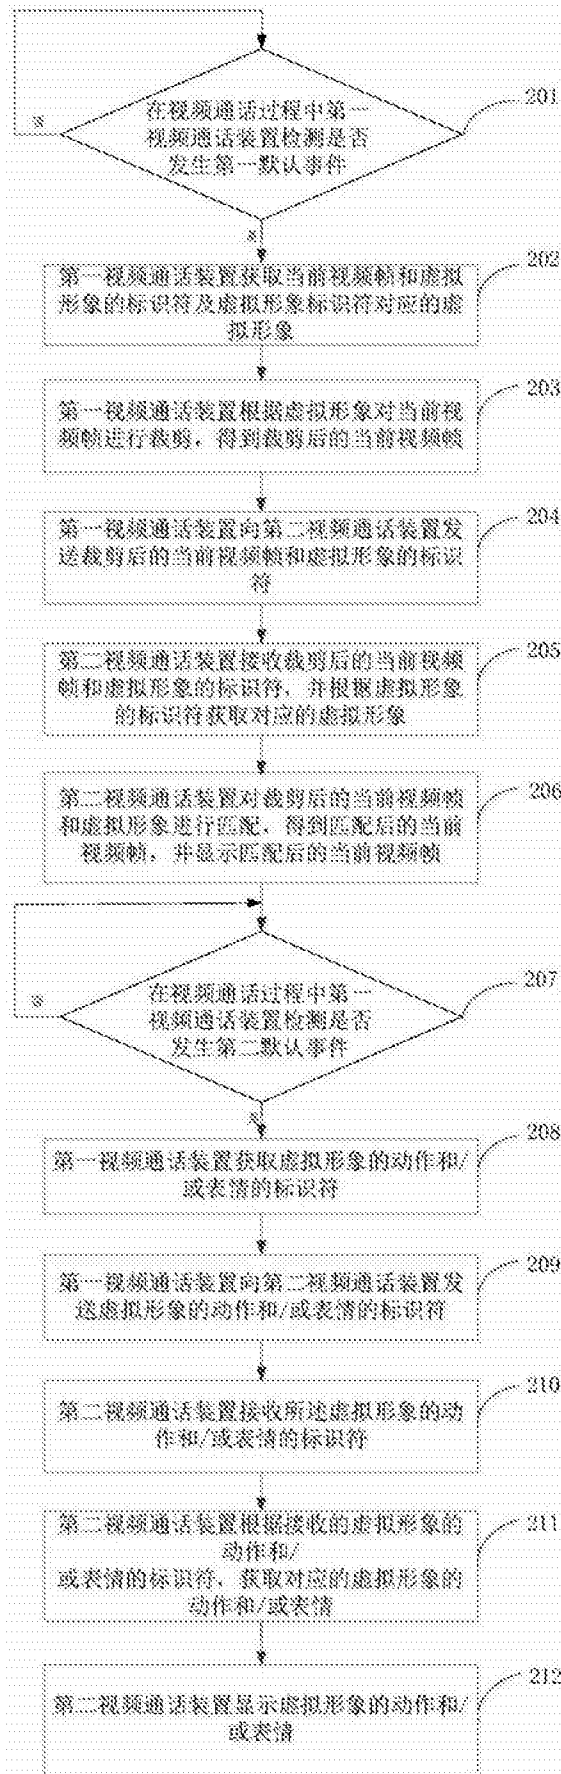 201
在视频通话过程中第一
视频通话装置检测是否
发生第一默认事件
202
第一视频通话装置获取当前视频帧和虚拟
形象的标识符及虚拟形象标识符对应的虚
拟形象
203
第一视频通话装置根据虚拟形象对当前视
频帧进行裁剪，得到裁剪后的当前视频帧
204
第一视频通话装置向第二视频通话装置发
送裁剪后的当前视频帧和虚拟形象的标识
符
205
第二视频通话装置接收裁剪后的当前视频
帧和虚拟形象的标识符，并根据虚拟形象
的标识符获取对应的虚拟形象
206
第二视频通话装置对裁剪后的当前视频帧
和虚拟形象进行匹配，得到匹配后的当前
视频帧，并显示匹配后的当前视频帧
207
在视频通话过程中第一
视频通话装置检测是否
发生第二默认事件
208
第一视频通话装置获取虚拟形象的动作和/
或表情的标识符
209
第一视频通话装置向第二视频通话装置发
送虚拟形象的动作和/或表情的标识符
210
第二视频通话装置接收所述虚拟形象的动
作和/或表情的标识符
211
第二视频通话装置根据接收的虚拟形象的
动作和/
或表情的标识符，获取对应的虚拟形象的
动作和/或表情
212
第二视频通话装置显示虚拟形象的动作和/
或表情